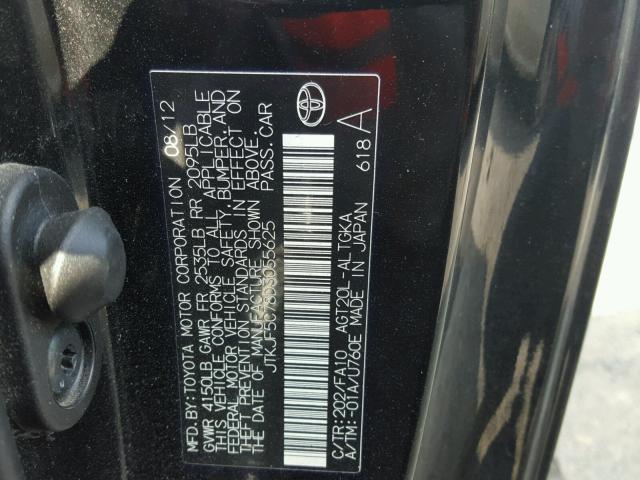 MFD.BY:TOYOTA MOTOR CORPORATION 08/12
GVWR 4150LB GAWR FR 2535LB RR 2095LB
THIS VEHICLE CONFORMS TO ALL APPLICABLE
FEDERAL MOTOR VEHICLE SAFETY, BUMPER, AND
THEFT PREVENTION STANDARDS IN EFFECT ON
THE DATE OF MANUFACTURE SHOWN ABOVE.
JTKJF5C78D3055625 PASS.CAR
C/TR:202/FA10 AGT20L-ALTGKA
A/TM:-01A/U760E MADE IN JAPAN 618 A